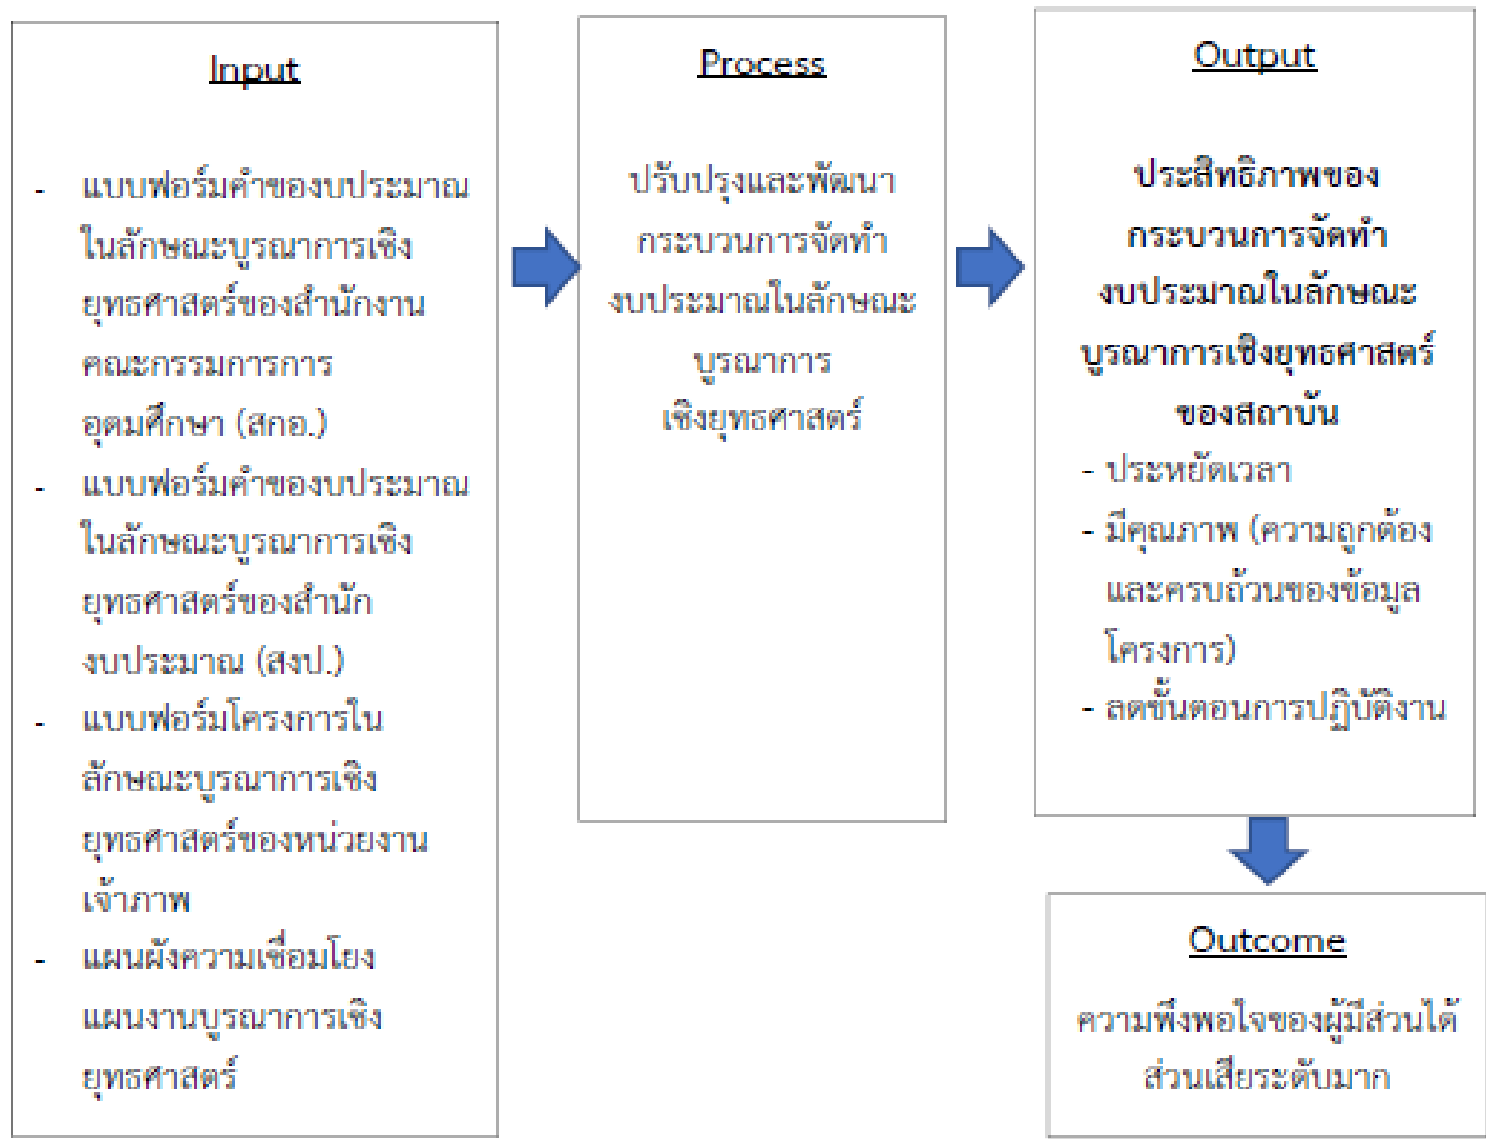 Input
- แบบฟอร์มคำของบประมาณ
ในลักษณะบูรณาการเชิง
ยุทธศาสตร์ของสำนักงาน
คณะกรรมการการ
อุดมศึกษา (สกอ.)
- แบบฟอร์มคำของบประมาณ
ในลักษณะบูรณาการเชิง
ยุทธศาสตร์ของสำนัก
งบประมาณ (สงป.)
- แบบฟอร์มโครงการใน
ลักษณะบูรณาการเชิง
ยุทธศาสตร์ของหน่วยงาน
เจ้าภาพ
- แผนผังความเชื่อมโยง
แผนงานบูรณาการเชิง
ยุทธศาสตร์
Process
ปรับปรุงและพัฒนา
กระบวนการจัดทำ
งบประมาณในลักษณะ
บูรณาการ
เชิงยุทธศาสตร์
Output
ประสิทธิภาพของ
กระบวนการจัดทำ
งบประมาณในลักษณะ
บูรณาการเชิงยุทธศาสตร์
ของสถาบัน
- ประหยัดเวลา
- มีคุณภาพ (ความถูกต้อง
และครบถ้วนของข้อมูล
โครงการ)
- ลดขั้นตอนการปฏิบัติงาน
Outcome
ความพึงพอใจของผู้มีส่วนได้
ส่วนเสียระดับมาก